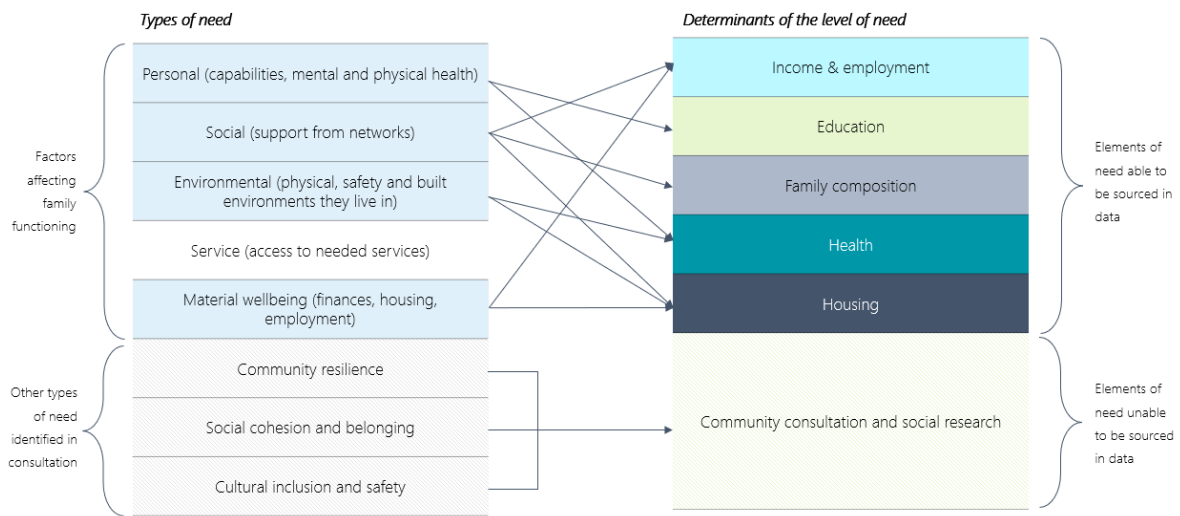 Types of need
Determinants of the level of need
Factors
affecting
family
functioning
Personal (capabilities, mental and physical health)
Social (support from networks)
Environmental (physical, safety and built
environments they live in)
Service (access to needed services)
Material wellbeing (finances, housing,
employment)
Income & employment
Education
Family composition
Health
Housing
Elements of
need able to
be sourced in
data
Other types
of need
identified in
consultation
Community resilience
Social cohesion and belonging
Cultural inclusion and safety
Community consultation and social research
Elements of
need unable
to be sourced
in data